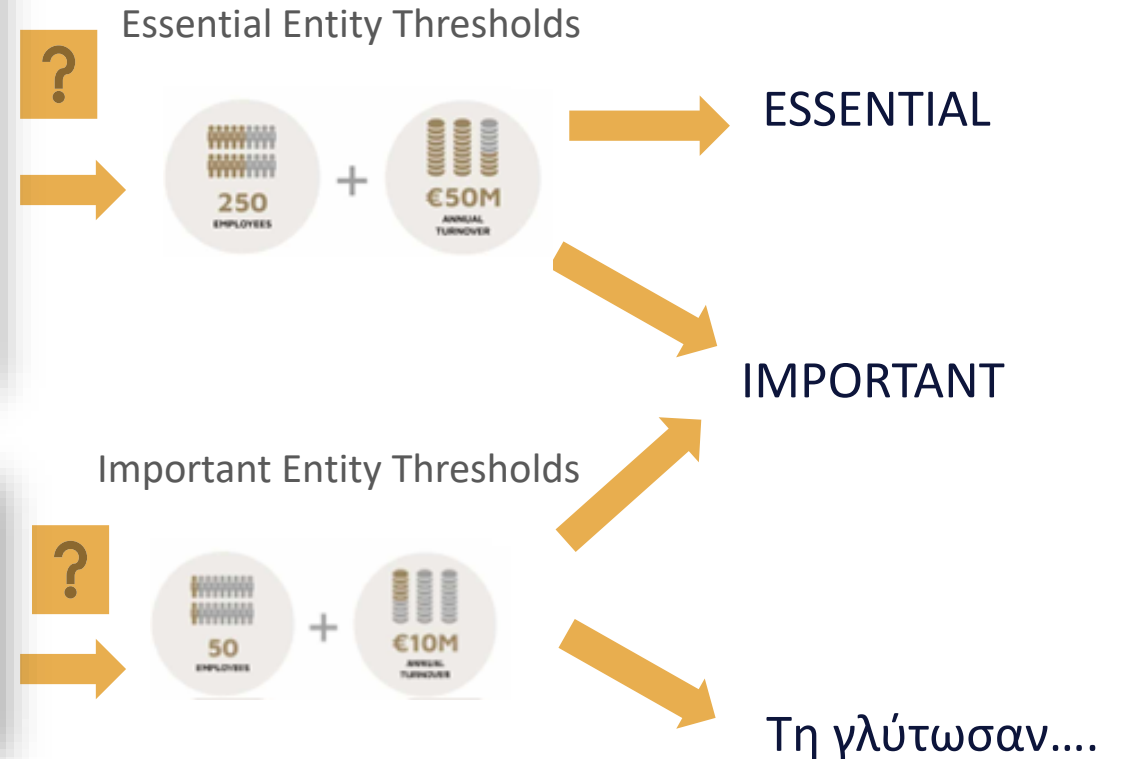 Essential Entity Thresholds
?
ESSENTIAL
250
EMPLOYEES
+
€50M
ANNUAL
TURNOVER
IMPORTANT
Important Entity Thresholds
?
50
EMPLOYEES
+
€10M
ANNUAL
TURNOVER
Τη γλύτωσαν....